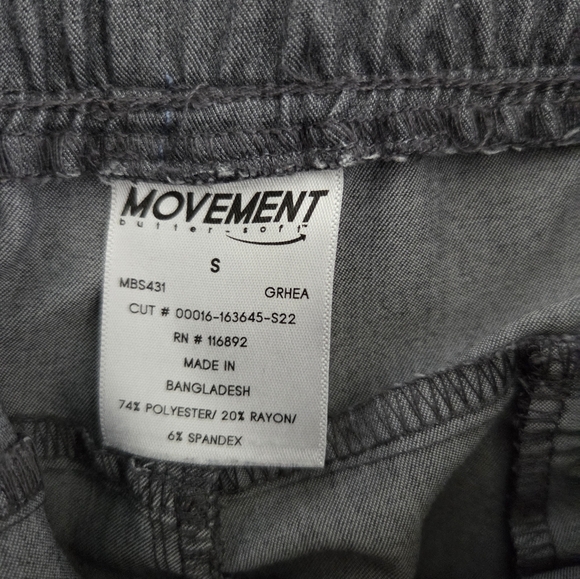 MOVEMENT
butter-soft™
S
MBS431 GRHEA
CUT # 00016-163645-S22
RN # 116892
MADE IN
BANGLADESH
74% POLYESTER/ 20% RAYON/
6% SPANDEX